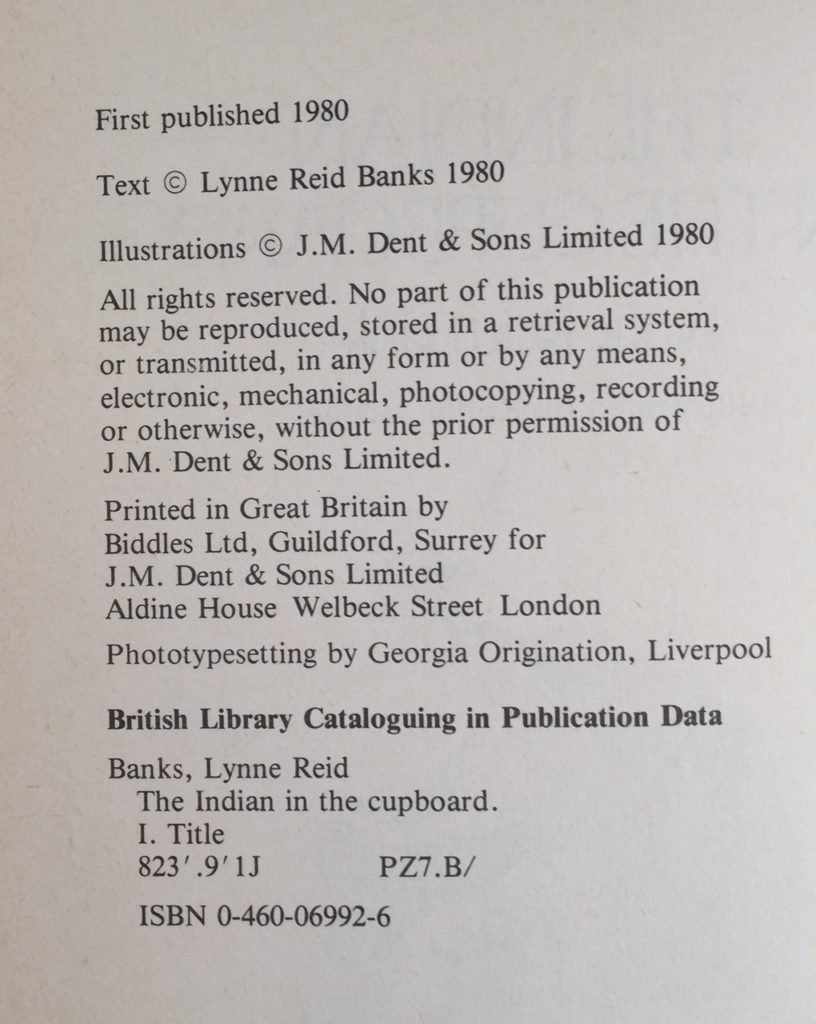 First published 1980
Text © Lynne Reid Banks 1980
Illustrations © J.M. Dent & Sons Limited 1980
All rights reserved. No part of this publication
may be reproduced, stored in a retrieval system,
or transmitted, in any form or by any means,
electronic, mechanical, photocopying, recording
or otherwise, without the prior permission of
J.M. Dent & Sons Limited.
Printed in Great Britain by
Biddles Ltd, Guildford, Surrey for
J.M. Dent & Sons Limited
Aldine House Welbeck Street London
Phototypesetting by Georgia Origination, Liverpool
British Library Cataloguing in Publication Data
Banks, Lynne Reid
The Indian in the cupboard.
I. Title
823′.9′1J PZ7.B/
ISBN 0-460-06992-6